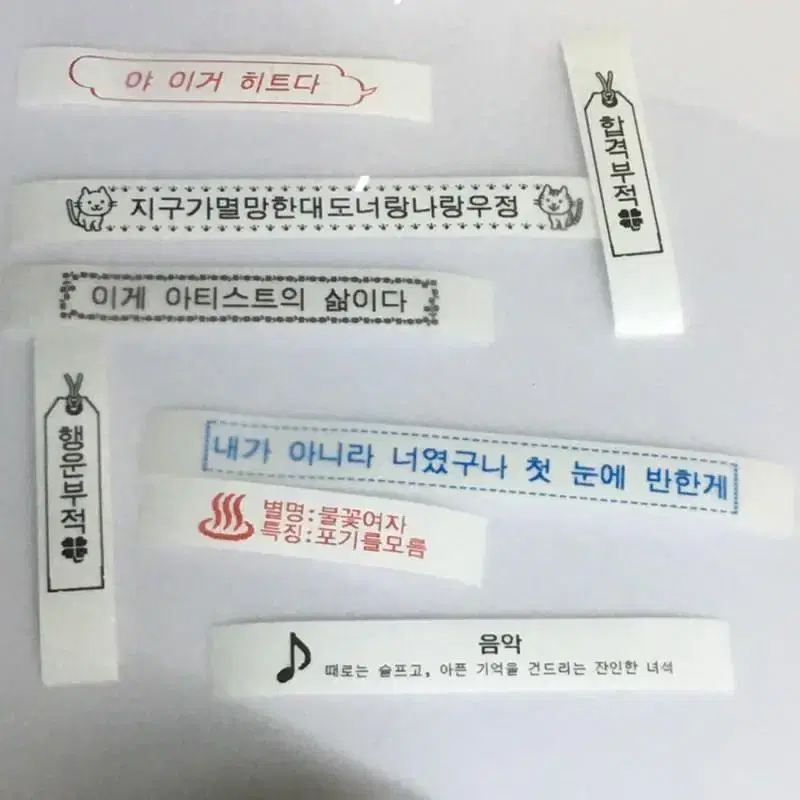 야 이거 히트다
합격부적
지구가멸망한대도너랑나랑우정
이게 아티스트의 삶이다
행운부적
내가 아니라 너였구나 첫 눈에 반한게
별명:불꽃여자
특징:포기를모름
음악
때로는 슬프고, 아픈 기억을 건드리는 잔인한 녀석